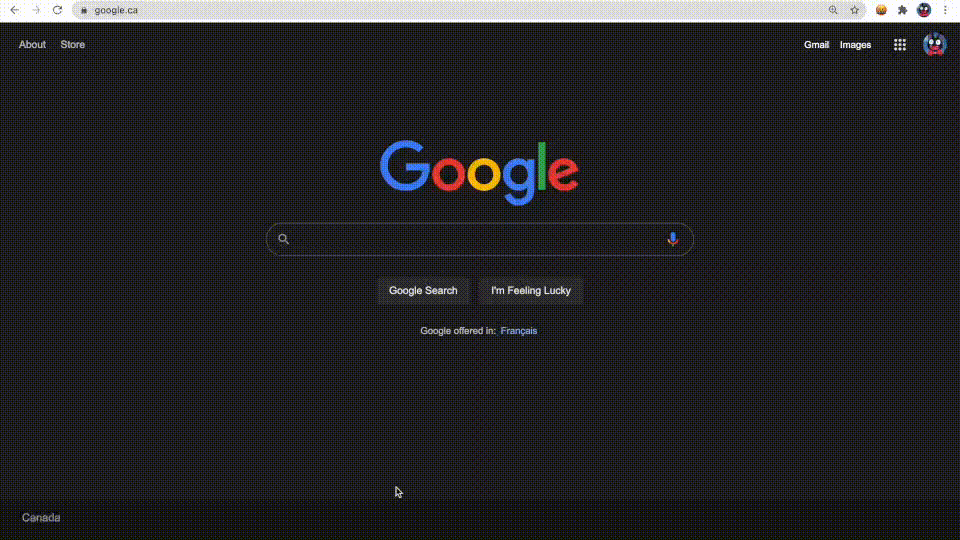 google.ca
About Store Gmail Images
Google
Google Search I'm Feeling Lucky
Google offered in: Français
Canada